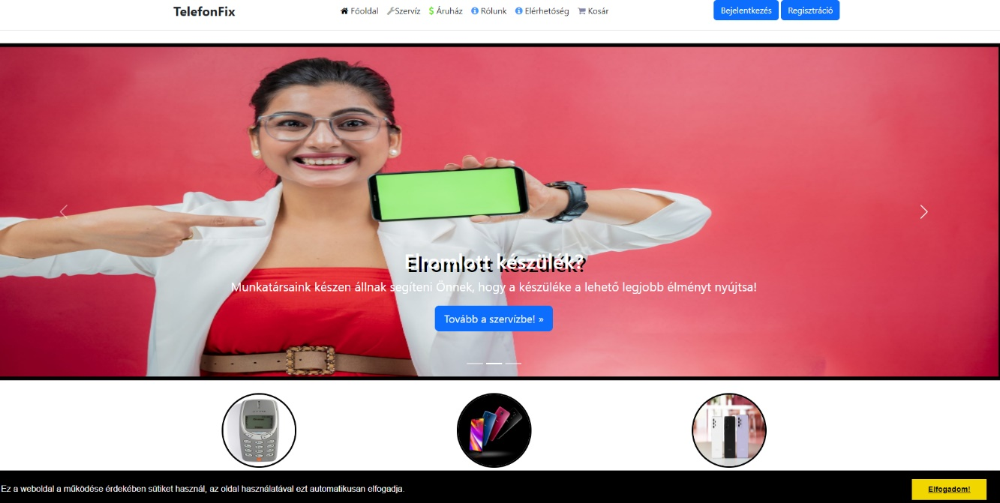 TelefonFix
Főoldal Szervíz Áruház Rólunk Elérhetőség Kosár
Bejelentkezés Regisztráció
Elromlott készülék?
Munkatársaink készen állnak segíteni Önnek, hogy a készüléke a lehető legjobb élményt nyújtsa!
Tovább a szervízbe! »
Ez a weboldal a működése érdekében sütiket használ, az oldal használatával ezt automatikusan elfogadja.
Elfogadom!